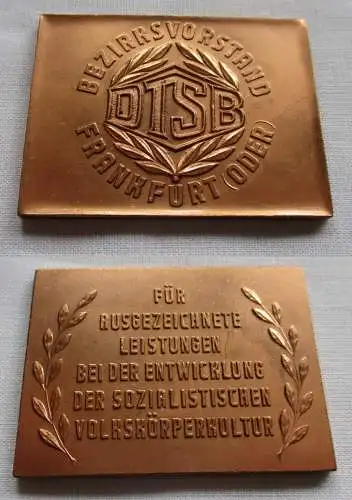 BEZIRKSVORSTAND
DTSB
FRANKFURT (ODER)
FÜR
AUSGEZEICHNETE
LEISTUNGEN
BEI DER ENTWICKLUNG
DER SOZIALISTISCHEN
VOLKSKÖRPERKULTUR